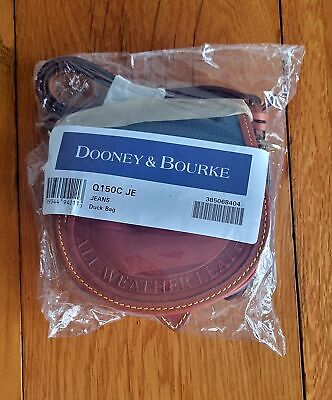 DOONEY & BOURKE
Q150C JE
JEANS
Duck Bag
385068404
ALL-WEATHER LEATHER